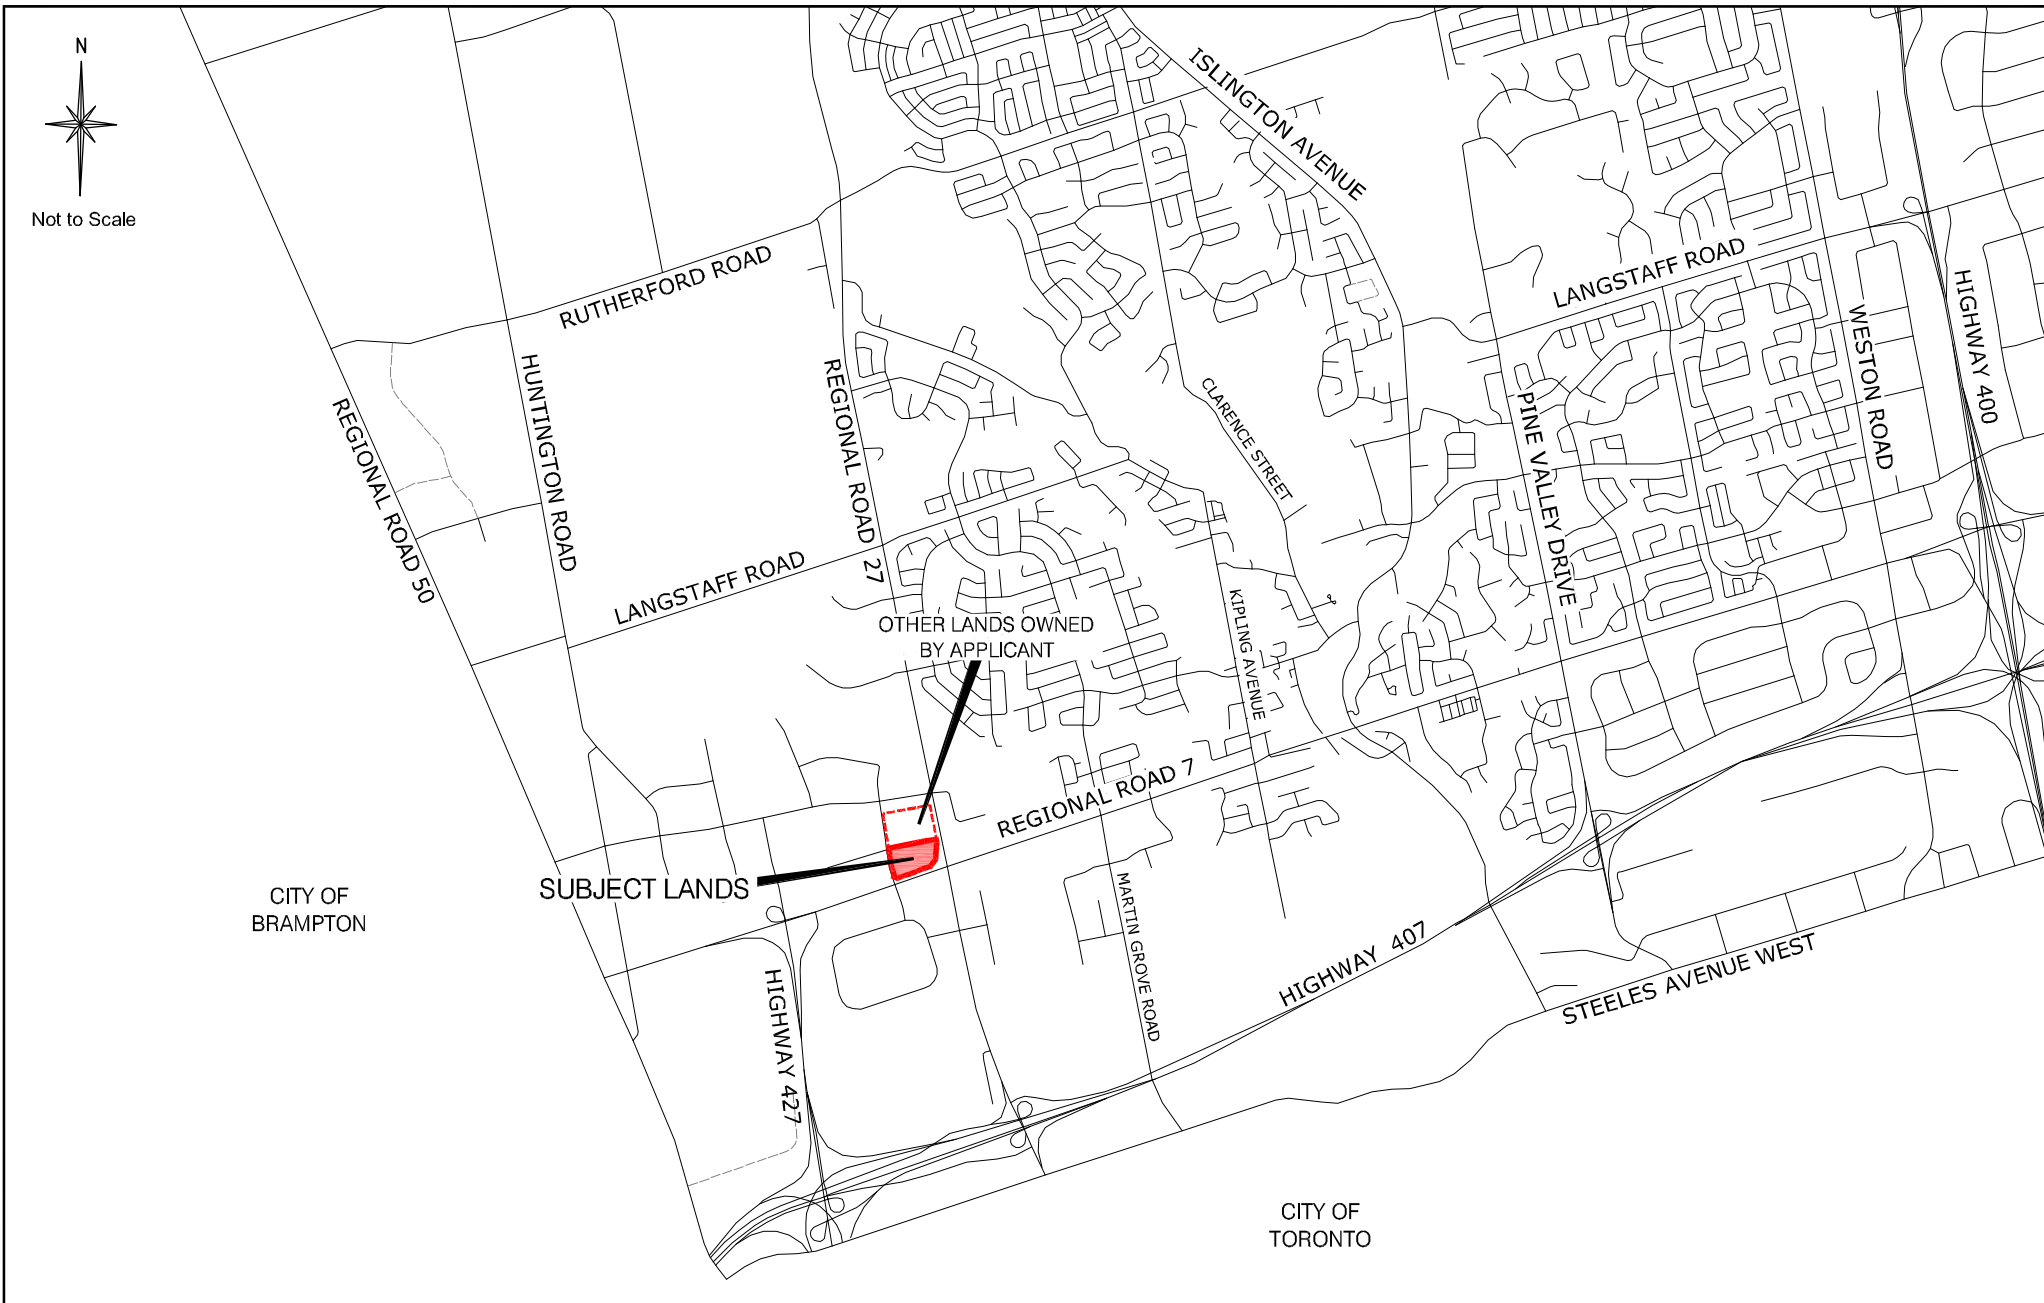 N
Not to Scale
ISLINGTON AVENUE
RUTHERFORD ROAD
LANGSTAFF ROAD
HIGHWAY 400
WESTON ROAD
HUNTINGTON ROAD
REGIONAL ROAD 27
CLARENCE STREET
PINE VALLEY DRIVE
REGIONAL ROAD 50
LANGSTAFF ROAD
KIPLING AVENUE
OTHER LANDS OWNED
BY APPLICANT
REGIONAL ROAD 7
SUBJECT LANDS
CITY OF
BRAMPTON
MARTIN GROVE ROAD
HIGHWAY 407
STEELES AVENUE WEST
HIGHWAY 427
CITY OF
TORONTO